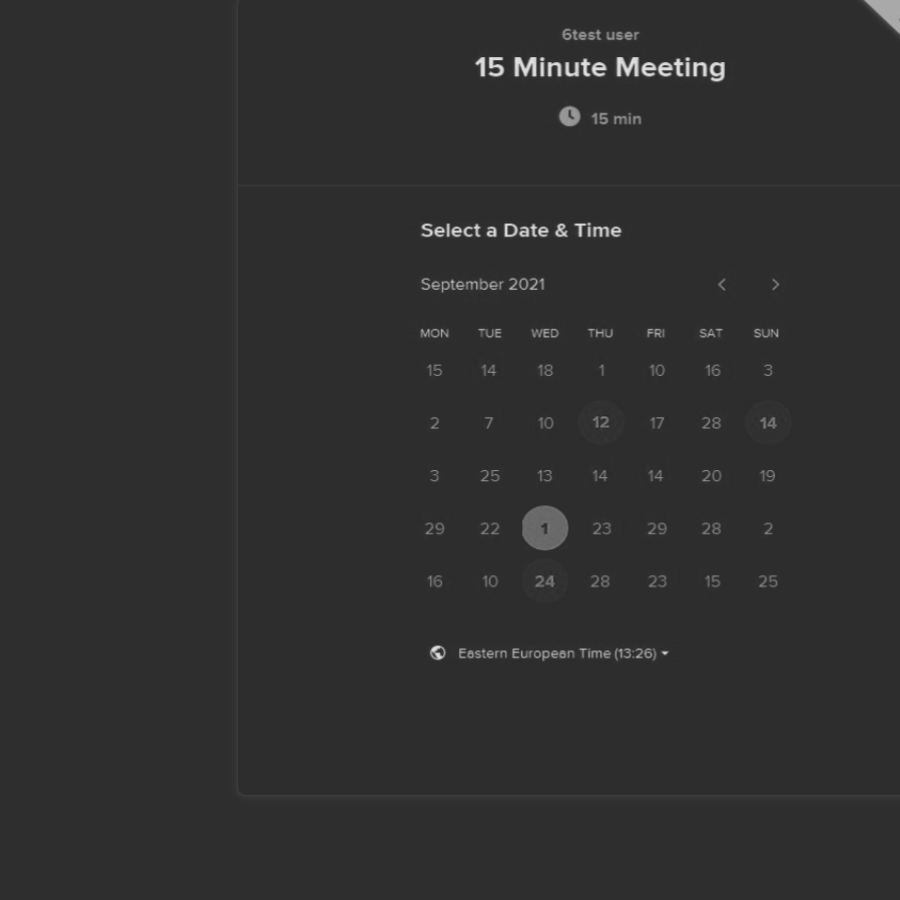 6test user
15 Minute Meeting
15 min
Select a Date & Time
September 2021
MON TUE WED THU FRI SAT SUN
15 14 18 1 10 16 3
2 7 10 12 17 28 14
3 25 13 14 14 20 19
29 22 1 23 29 28 2
16 10 24 28 23 15 25
Eastern European Time (13:26)